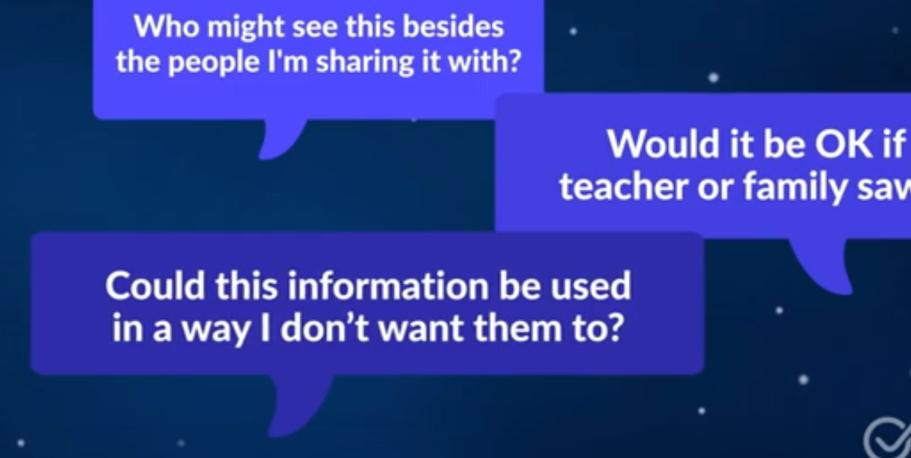 Who might see this besides
the people I'm sharing it with?
Would it be OK if
teacher or family saw
Could this information be used
in a way I don't want them to?